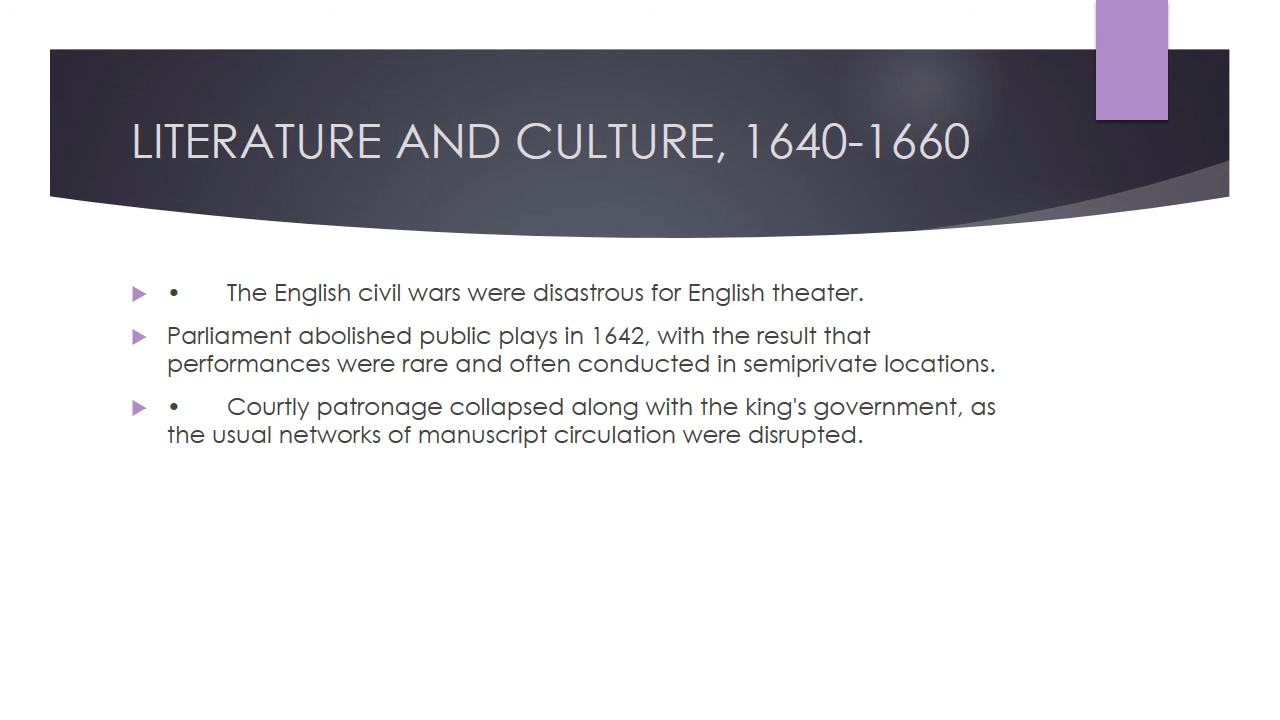 LITERATURE AND CULTURE, 1640-1660
• The English civil wars were disastrous for English theater.
Parliament abolished public plays in 1642, with the result that
performances were rare and often conducted in semiprivate locations.
• Courtly patronage collapsed along with the king's government, as
the usual networks of manuscript circulation were disrupted.